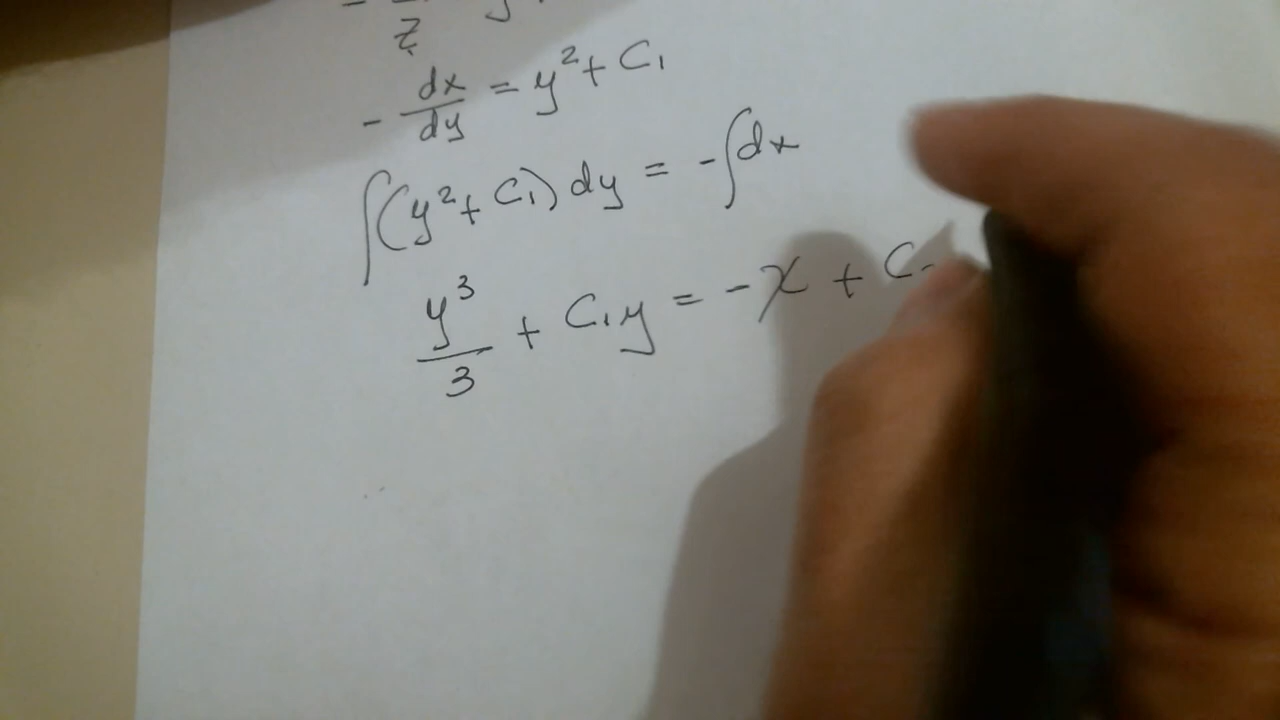 - dx/dy = y² + C₁
∫(y² + C₁) dy = -∫dx
y³/3 + C₁y = -x + C